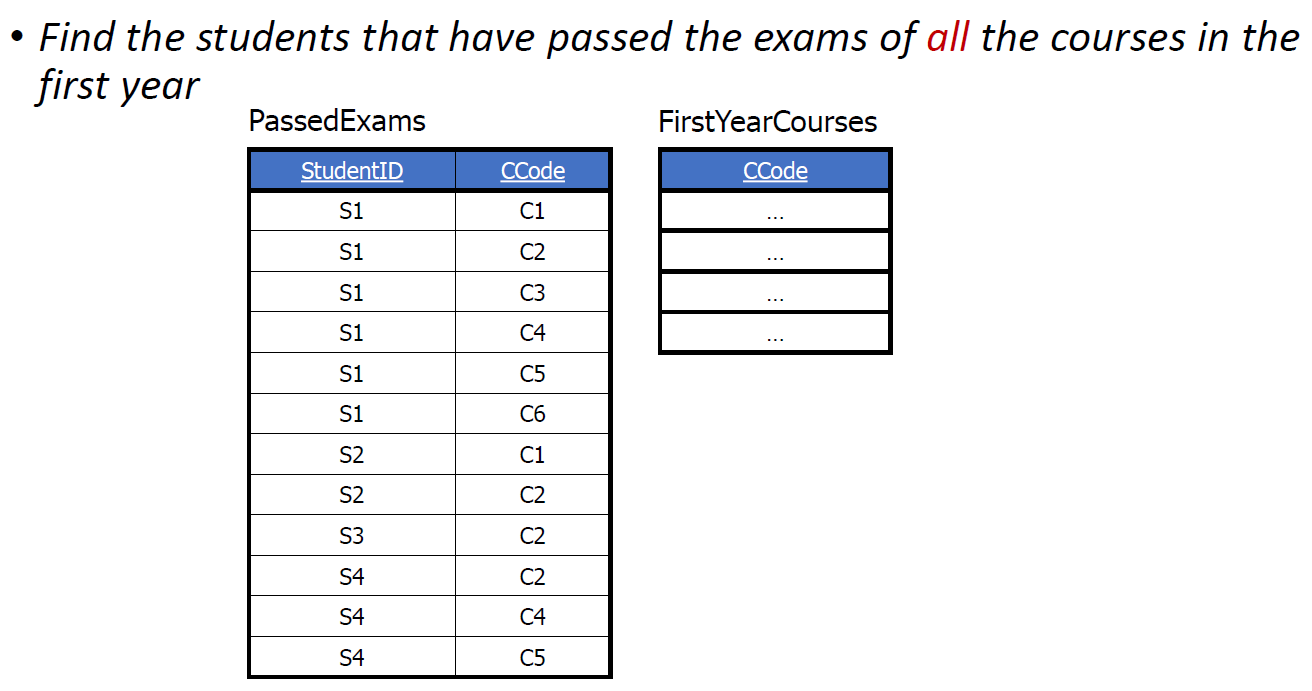 • Find the students that have passed the exams of all the courses in the
first year
PassedExams
StudentID CCode
S1 C1
S1 C2
S1 C3
S1 C4
S1 C5
S1 C6
S2 C1
S2 C2
S3 C2
S4 C2
S4 C4
S4 C5
FirstYearCourses
CCode
...
...
...
...